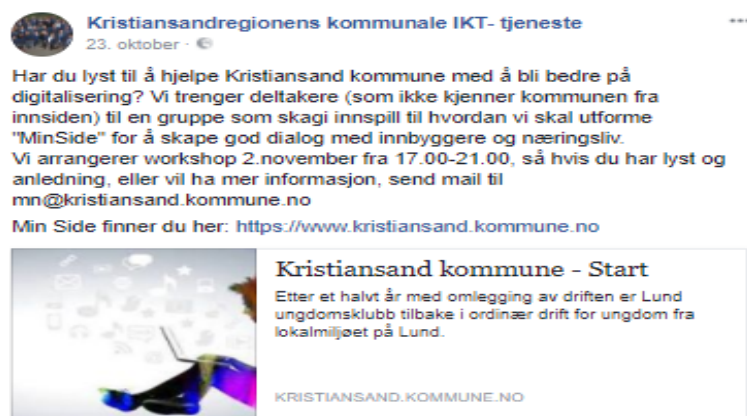 Kristiansandregionens kommunale IKT- tjeneste
23. oktober ·
Har du lyst til å hjelpe Kristiansand kommune med å bli bedre på
digitalisering? Vi trenger deltakere (som ikke kjenner kommunen fra
innsiden) til en gruppe som skagi innspill til hvordan vi skal utforme
"MinSide" for å skape god dialog med innbyggere og næringsliv.
Vi arrangerer workshop 2.november fra 17.00-21.00, så hvis du har lyst og
anledning, eller vil ha mer informasjon, send mail til
mn@kristiansand.kommune.no
Min Side finner du her: https://www.kristiansand.kommune.no
Kristiansand kommune - Start
Etter et halvt år med omlegging av driften er Lund
ungdomsklubb tilbake i ordinær drift for ungdom fra
lokalmiljøet på Lund.
KRISTIANSAND.KOMMUNE.NO